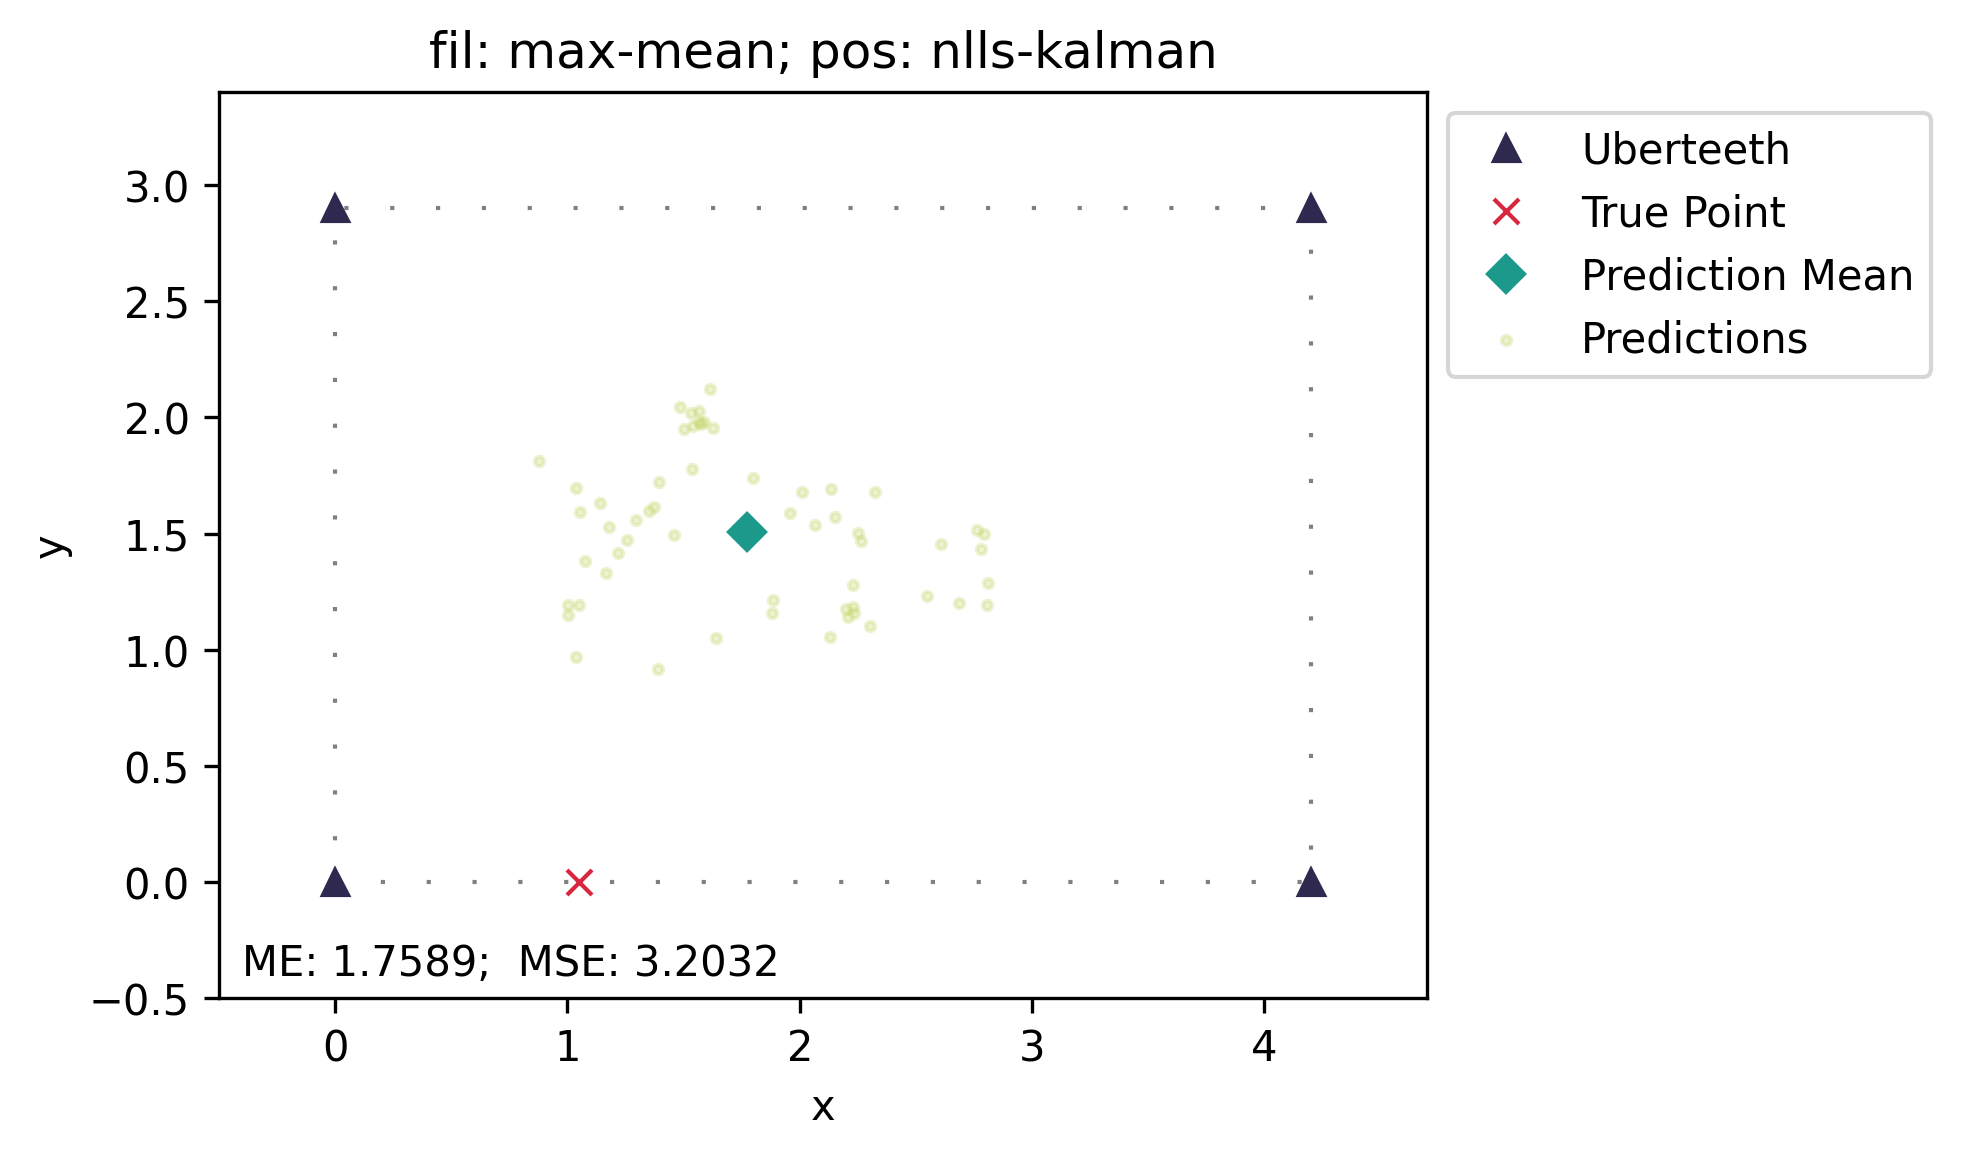 fil: max-mean; pos: nlls-kalman
Uberteeth
True Point
Prediction Mean
Predictions
3.0
2.5
2.0
1.5
1.0
0.5
0.0
−0.5
y
ME: 1.7589;  MSE: 3.2032
0 1 2 3 4
x